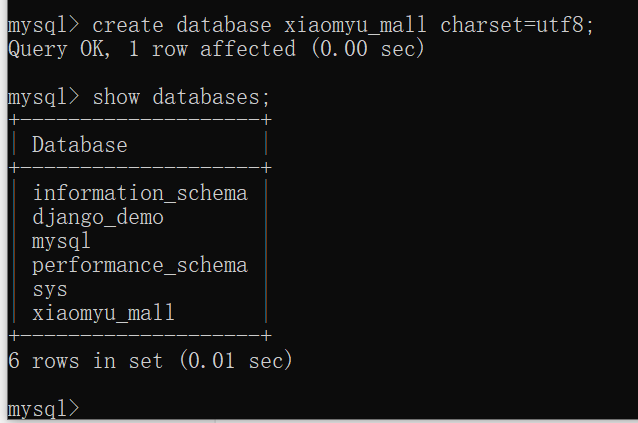 mysql> create database xiaomyu_mall charset=utf8;
Query OK, 1 row affected (0.00 sec)
mysql> show databases;
+--------------------+
| Database           |
+--------------------+
| information_schema |
| django_demo        |
| mysql              |
| performance_schema |
| sys                |
| xiaomyu_mall       |
+--------------------+
6 rows in set (0.01 sec)
mysql>